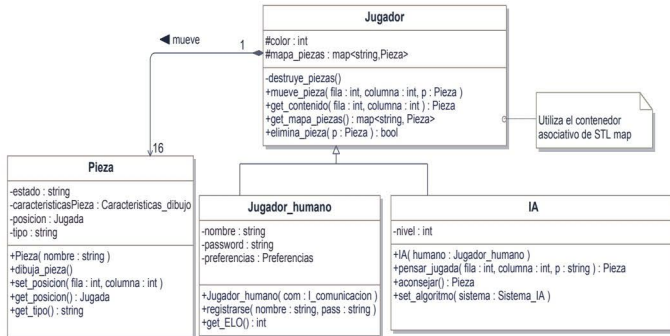 Jugador
#color : int
#mapa_piezas : map<string,Pieza>
-destruye_piezas()
+mueve_pieza( fila : int, columna : int, p : Pieza )
+get_contenido( fila : int, columna : int ) : Pieza
+get_mapa_piezas() : map<string, Pieza>
+elimina_pieza( p : Pieza ) : bool
mueve
1
16
Utiliza el contenedor
asociativo de STL map
Pieza
-estado : string
-caracteristicasPieza : Caracteristicas_dibujo
-posicion : Jugada
-tipo : string
+Pieza( nombre : string )
+dibuja_pieza()
+set_posicion( fila : int, columna : int )
+get_posicion() : Jugada
+get_tipo() : string
Jugador_humano
-nombre : string
-password : string
-preferencias : Preferencias
+Jugador_humano( com : I_comunicacion )
+registrarse( nombre : string, pass : string )
+get_ELO() : int
IA
-nivel : int
+IA( humano : Jugador_humano )
+pensar_jugada( fila : int, columna : int, p : string ) : Pieza
+aconsejar() : Pieza
+set_algoritmo( sistema : Sistema_IA )